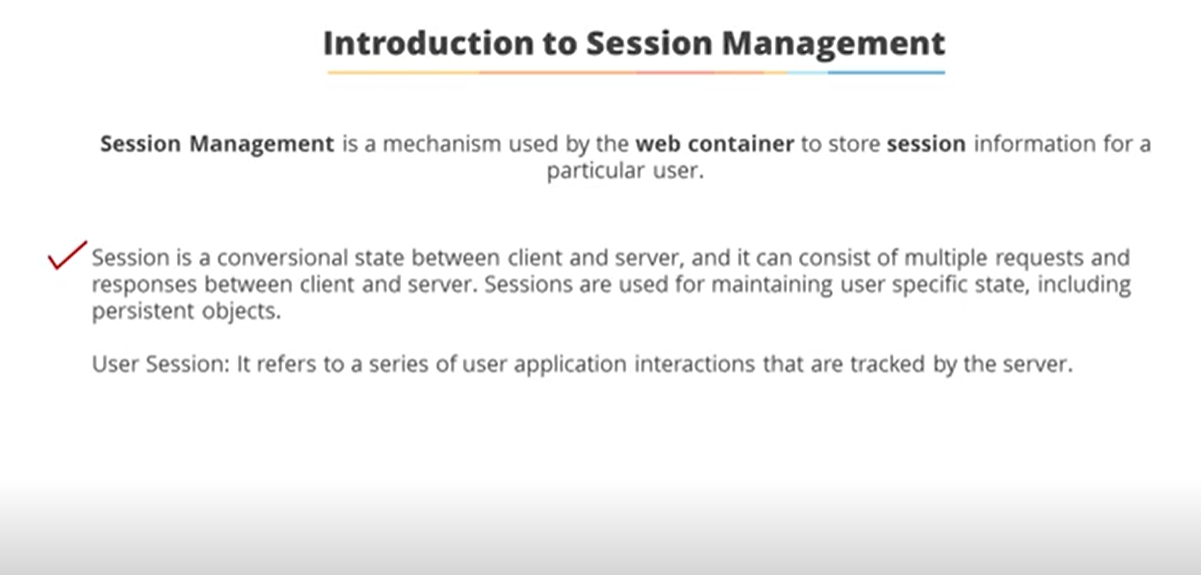 Introduction to Session Management
Session Management is a mechanism used by the web container to store session information for a
particular user.
Session is a conversional state between client and server, and it can consist of multiple requests and
responses between client and server. Sessions are used for maintaining user specific state, including
persistent objects.
User Session: It refers to a series of user application interactions that are tracked by the server.